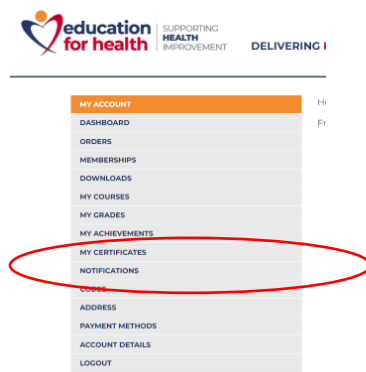 education
for health
SUPPORTING
HEALTH
IMPROVEMENT
DELIVERING
MY ACCOUNT
DASHBOARD
ORDERS
MEMBERSHIPS
DOWNLOADS
MY COURSES
MY GRADES
MY ACHIEVEMENTS
MY CERTIFICATES
NOTIFICATIONS
CODES
ADDRESS
PAYMENT METHODS
ACCOUNT DETAILS
LOGOUT